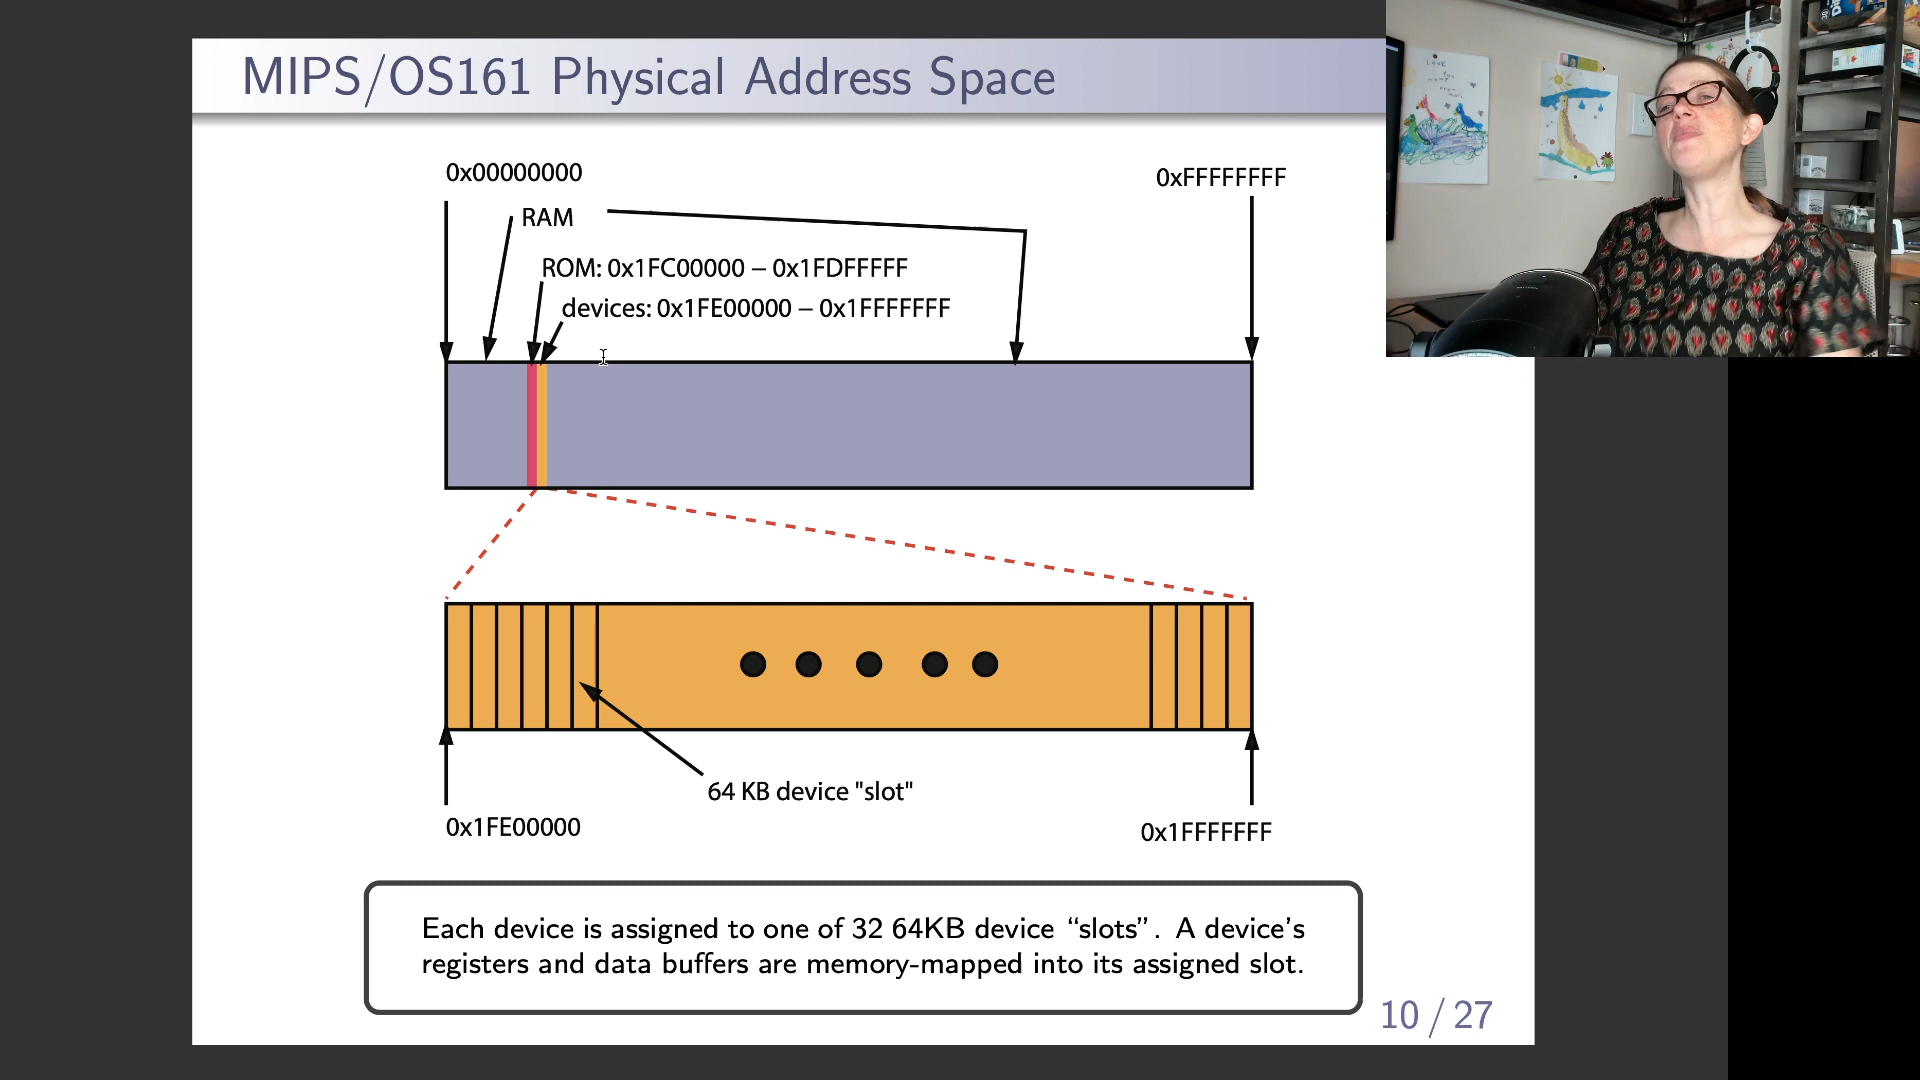 MIPS/OS161 Physical Address Space
0x00000000
0xFFFFFFFF
RAM
ROM: 0x1FC00000 – 0x1FDFFFFF
devices: 0x1FE00000 – 0x1FFFFFFF
64 KB device "slot"
0x1FE00000
0x1FFFFFFF
Each device is assigned to one of 32 64KB device “slots”. A device’s
registers and data buffers are memory-mapped into its assigned slot.
10 / 27